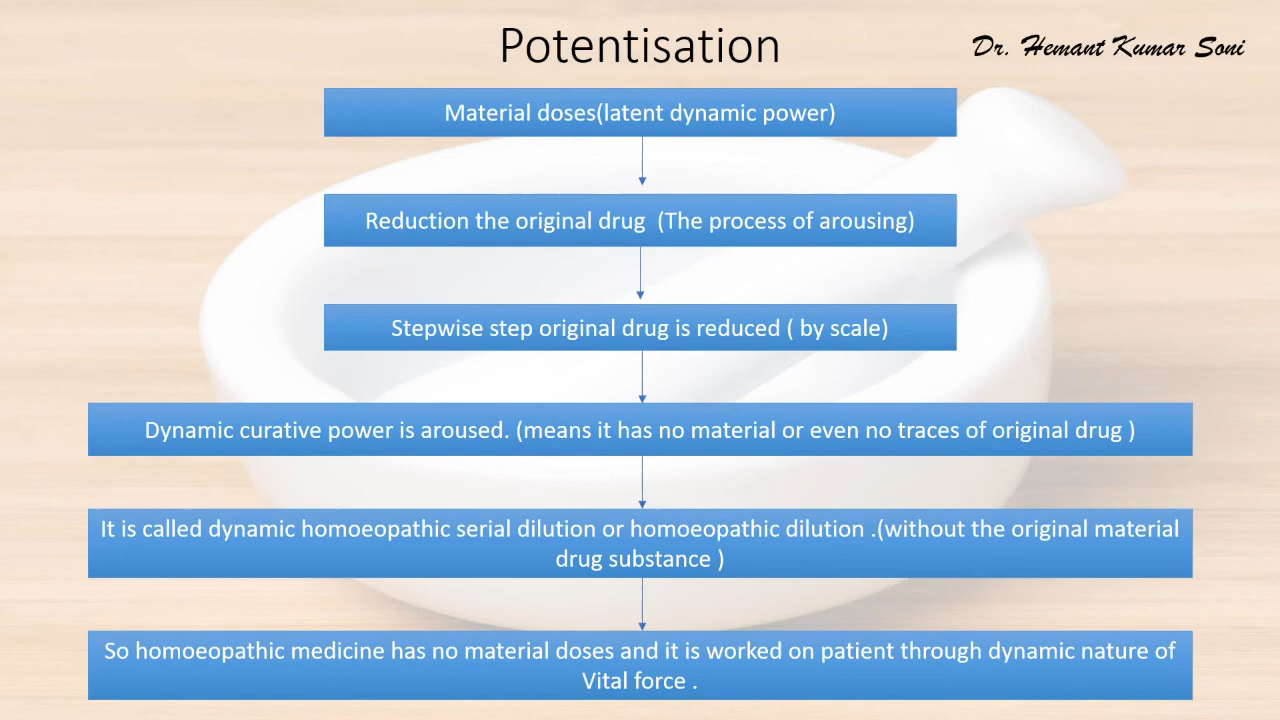 Potentisation
Dr. Hemant Kumar Soni
Material doses(latent dynamic power)
Reduction the original drug  (The process of arousing)
Stepwise step original drug is reduced ( by scale)
Dynamic curative power is aroused. (means it has no material or even no traces of original drug )
It is called dynamic homoeopathic serial dilution or homoeopathic dilution .(without the original material
drug substance )
So homoeopathic medicine has no material doses and it is worked on patient through dynamic nature of
Vital force .